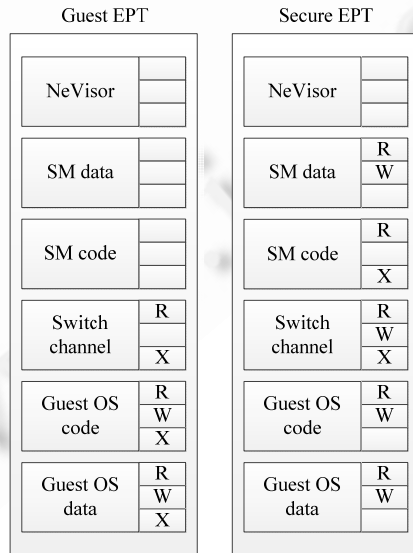 Guest EPT
NeVisor
SM data
SM code
Switch
channel
R
X
Guest OS
code
R
W
X
Guest OS
data
R
W
X
Secure EPT
NeVisor
SM data
R
W
SM code
R
X
Switch
channel
R
W
X
Guest OS
code
R
W
Guest OS
data
R
W